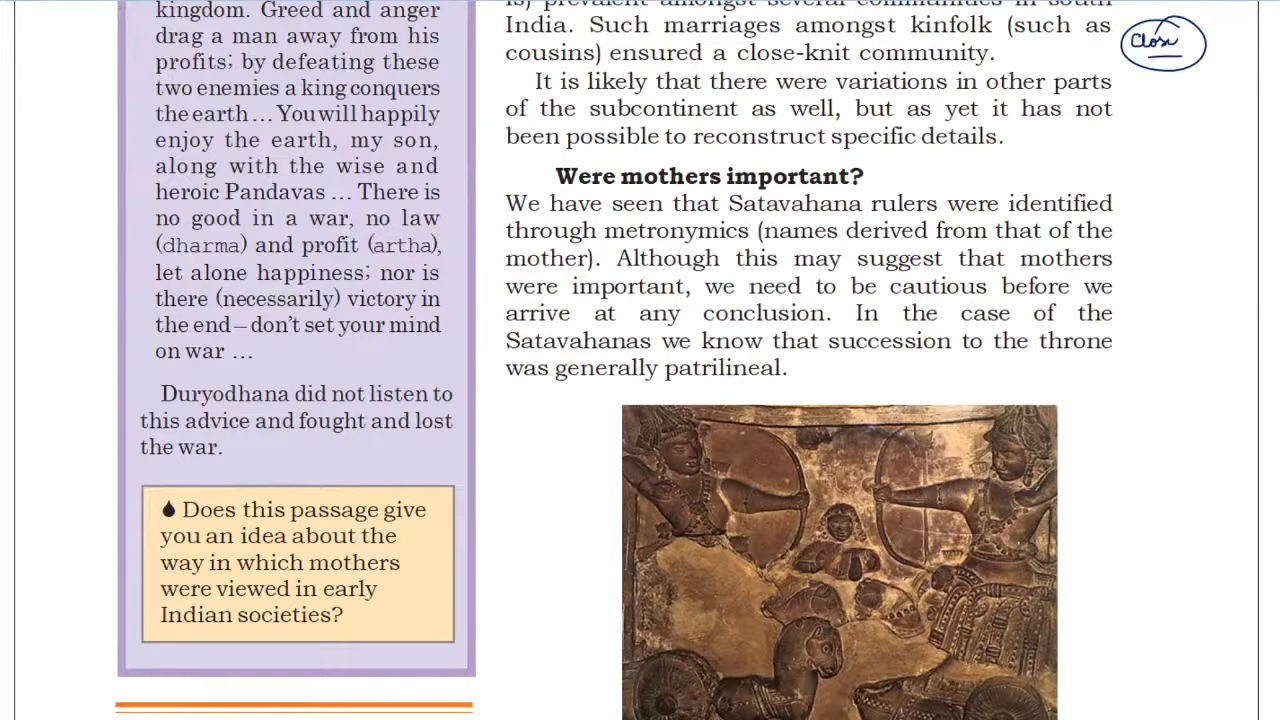 kingdom. Greed and anger
drag a man away from his
profits; by defeating these
two enemies a king conquers
the earth … You will happily
enjoy the earth, my son,
along with the wise and
heroic Pandavas … There is
no good in a war, no law
(dharma) and profit (artha),
let alone happiness; nor is
there (necessarily) victory in
the end – don't set your mind
on war …
Duryodhana did not listen to
this advice and fought and lost
the war.
Does this passage give
you an idea about the
way in which mothers
were viewed in early
Indian societies?
is) prevalent amongst several communities in south
India. Such marriages amongst kinfolk (such as
cousins) ensured a close-knit community.
It is likely that there were variations in other parts
of the subcontinent as well, but as yet it has not
been possible to reconstruct specific details.
Were mothers important?
We have seen that Satavahana rulers were identified
through metronymics (names derived from that of the
mother). Although this may suggest that mothers
were important, we need to be cautious before we
arrive at any conclusion. In the case of the
Satavahanas we know that succession to the throne
was generally patrilineal.
Close